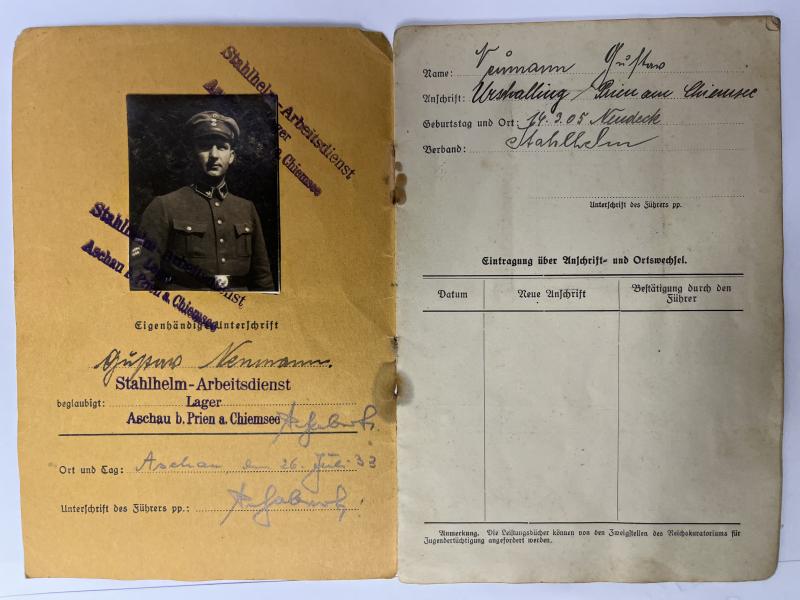 Stahlhelm-Arbeitsdienst
Lager
Aschau b. Prien a. Chiemsee
Stahlhelm-Arbeitsdienst
Lager
Aschau b. Prien a. Chiemsee
Eigenhändige Unterschrift
Gustav Neumann.
Stahlhelm-Arbeitsdienst
beglaubigt: Lager
Aschau b. Prien a. Chiemsee
Ort und Tag: Aschau, den 26. Juli 33
Unterschrift des Führers pp.:
Name: Neumann Gustav
Anschrift: Urschalling / Prien am Chiemsee
Geburtstag und Ort: 14.9.05 Neudeck
Verband: Stahlhelm
Unterschrift des Führers pp.
Eintragung über Anschrift- und Ortswechsel.
Datum Neue Anschrift Bestätigung durch den Führer
Anmerkung. Die Leistungsbücher können von den Zweigstellen des Reichskuratoriums für
Jugendertüchtigung angefordert werden.